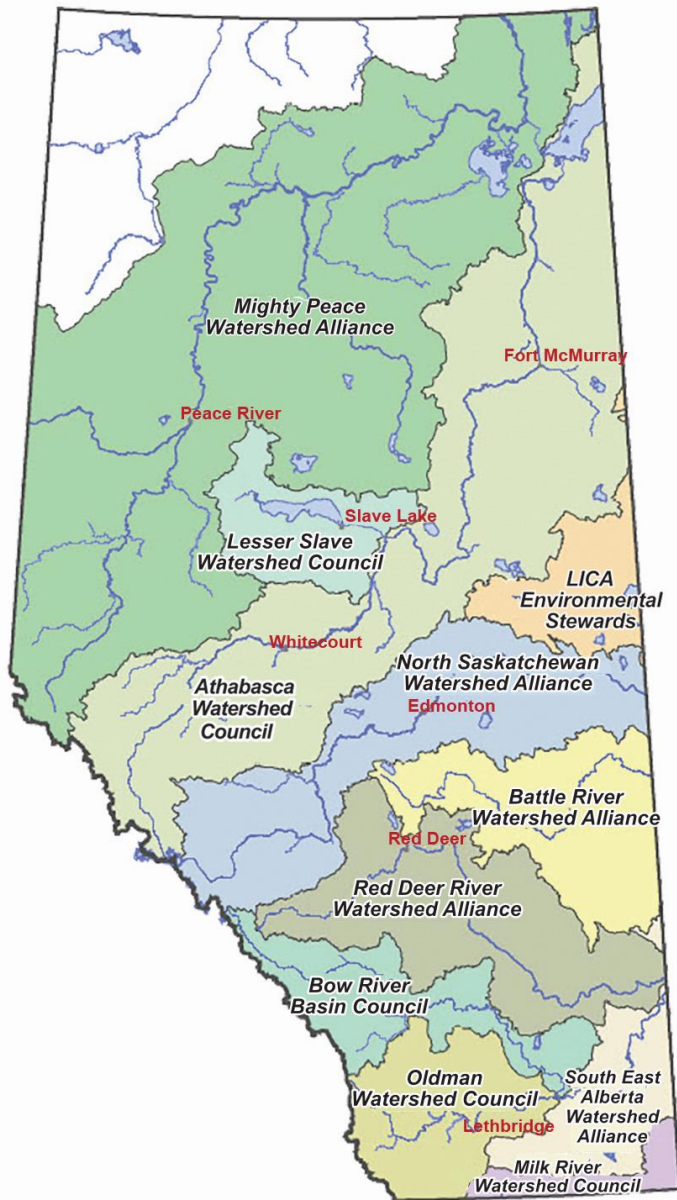 Mighty Peace
Watershed Alliance
Fort McMurray
Peace River
Slave Lake
Lesser Slave
Watershed Council
LICA
Environmental
Stewards
Whitecourt
North Saskatchewan
Watershed Alliance
Athabasca
Watershed
Council
Edmonton
Battle River
Watershed Alliance
Red Deer
Red Deer River
Watershed Alliance
Bow River
Basin Council
Oldman
Watershed Council
South East
Alberta
Watershed
Alliance
Lethbridge
Milk River
Watershed Council